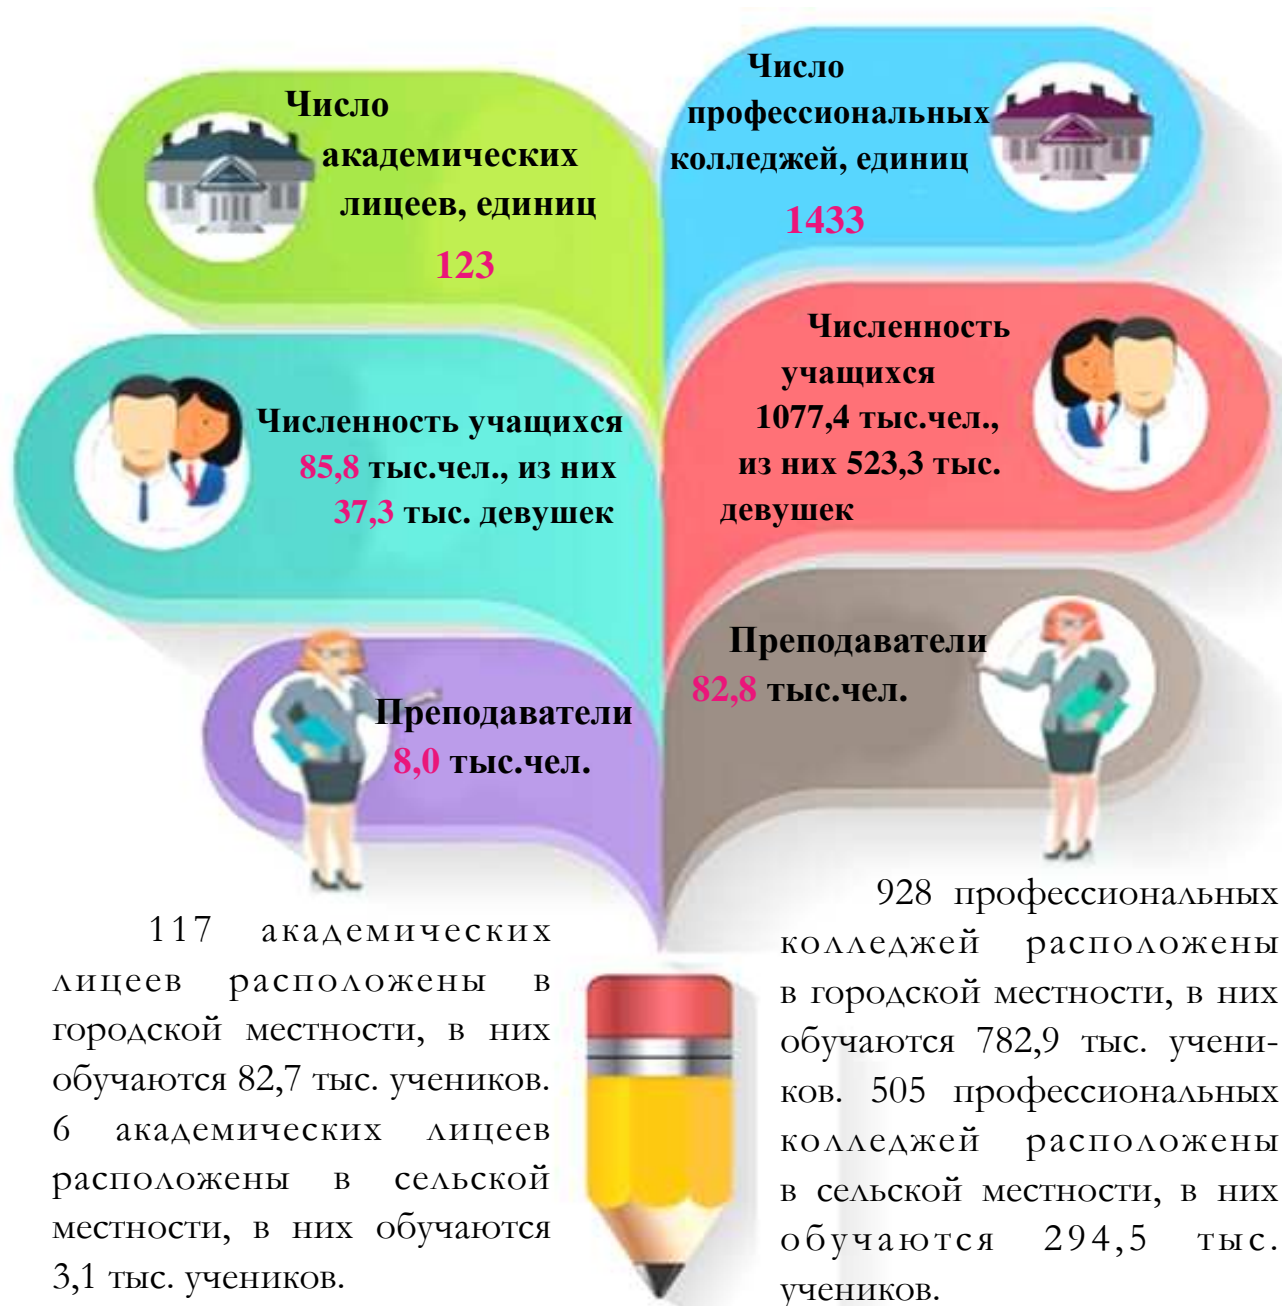 Число
академических
лицеев, единиц
123
Число
профессиональных
колледжей, единиц
1433
Численность учащихся
85,8 тыс.чел., из них
37,3 тыс. девушек
Численность
учащихся
1077,4 тыс.чел.,
из них 523,3 тыс.
девушек
Преподаватели
8,0 тыс.чел.
Преподаватели
82,8 тыс.чел.
117 академических
лицеев расположены в
городской местности, в них
обучаются 82,7 тыс. учеников.
6 академических лицеев
расположены в сельской
местности, в них обучаются
3,1 тыс. учеников.
928 профессиональных
колледжей расположены
в городской местности, в них
обучаются 782,9 тыс. учени-
ков. 505 профессиональных
колледжей расположены
в сельской местности, в них
обучаются 294,5 тыс.
учеников.